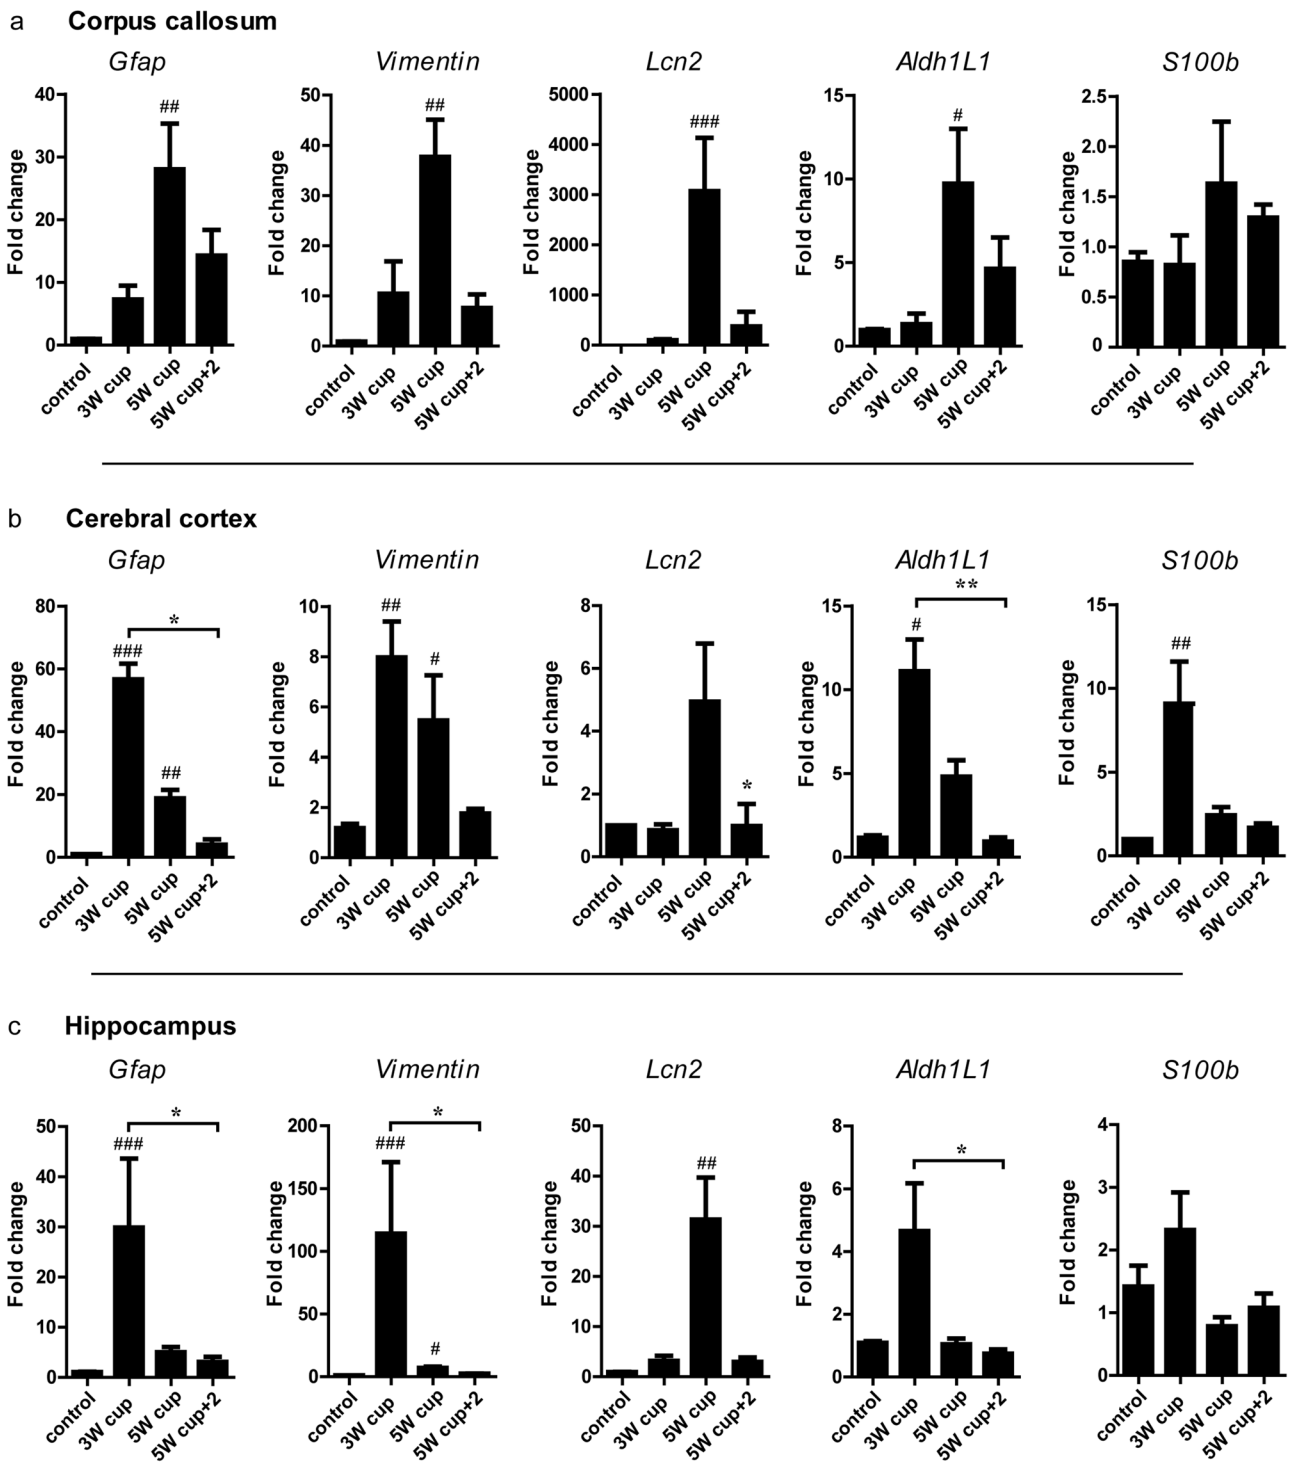 a Corpus callosum
Gfap Vimentin Lcn2 Aldh1L1 S100b
Fold change
40
30
20
10
0
##
control 3W cup 5W cup 5W cup+2
Fold change
50
40
30
20
10
0
##
control 3W cup 5W cup 5W cup+2
Fold change
5000
4000
3000
2000
1000
0
###
control 3W cup 5W cup 5W cup+2
Fold change
15
10
5
0
#
control 3W cup 5W cup 5W cup+2
Fold change
2.5
2.0
1.5
1.0
0.5
0
control 3W cup 5W cup 5W cup+2
b Cerebral cortex
Gfap Vimentin Lcn2 Aldh1L1 S100b
Fold change
80
60
40
20
0
*
###
##
control 3W cup 5W cup 5W cup+2
Fold change
10
8
6
4
2
0
##
#
control 3W cup 5W cup 5W cup+2
Fold change
8
6
4
2
0
*
control 3W cup 5W cup 5W cup+2
Fold change
15
10
5
0
**
#
control 3W cup 5W cup 5W cup+2
Fold change
15
10
5
0
##
control 3W cup 5W cup 5W cup+2
c Hippocampus
Gfap Vimentin Lcn2 Aldh1L1 S100b
Fold change
50
40
30
20
10
0
*
###
control 3W cup 5W cup 5W cup+2
Fold change
200
150
100
50
0
*
###
#
control 3W cup 5W cup 5W cup+2
Fold change
50
40
30
20
10
0
##
control 3W cup 5W cup 5W cup+2
Fold change
8
6
4
2
0
*
control 3W cup 5W cup 5W cup+2
Fold change
4
3
2
1
0
control 3W cup 5W cup 5W cup+2